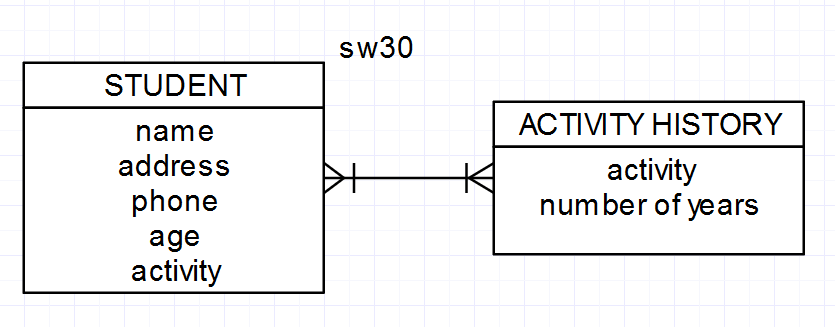 sw30
STUDENT
name
address
phone
age
activity
ACTIVITY HISTORY
activity
number of years